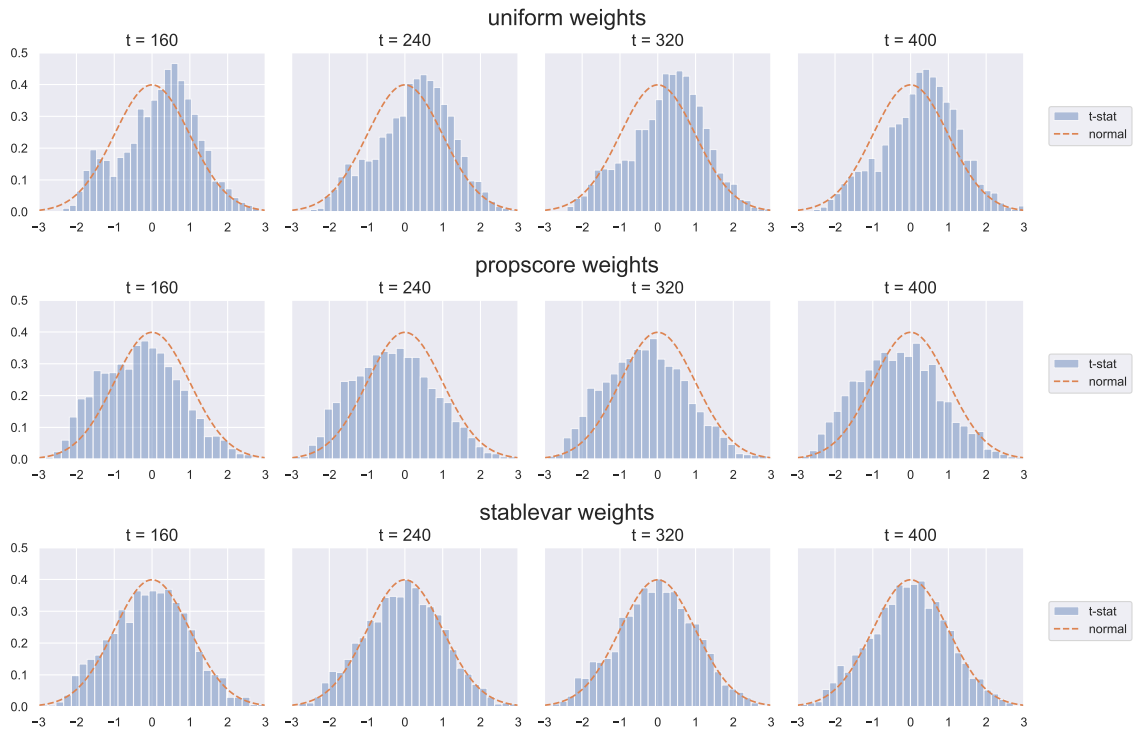 uniform weights
t = 160 t = 240 t = 320 t = 400
0.5
0.4
0.3
0.2
0.1
0.0
−3 −2 −1 0 1 2 3 −3 −2 −1 0 1 2 3 −3 −2 −1 0 1 2 3 −3 −2 −1 0 1 2 3
t-stat
normal
propscore weights
t = 160 t = 240 t = 320 t = 400
0.5
0.4
0.3
0.2
0.1
0.0
−3 −2 −1 0 1 2 3 −3 −2 −1 0 1 2 3 −3 −2 −1 0 1 2 3 −3 −2 −1 0 1 2 3
t-stat
normal
stablevar weights
t = 160 t = 240 t = 320 t = 400
0.5
0.4
0.3
0.2
0.1
0.0
−3 −2 −1 0 1 2 3 −3 −2 −1 0 1 2 3 −3 −2 −1 0 1 2 3 −3 −2 −1 0 1 2 3
t-stat
normal